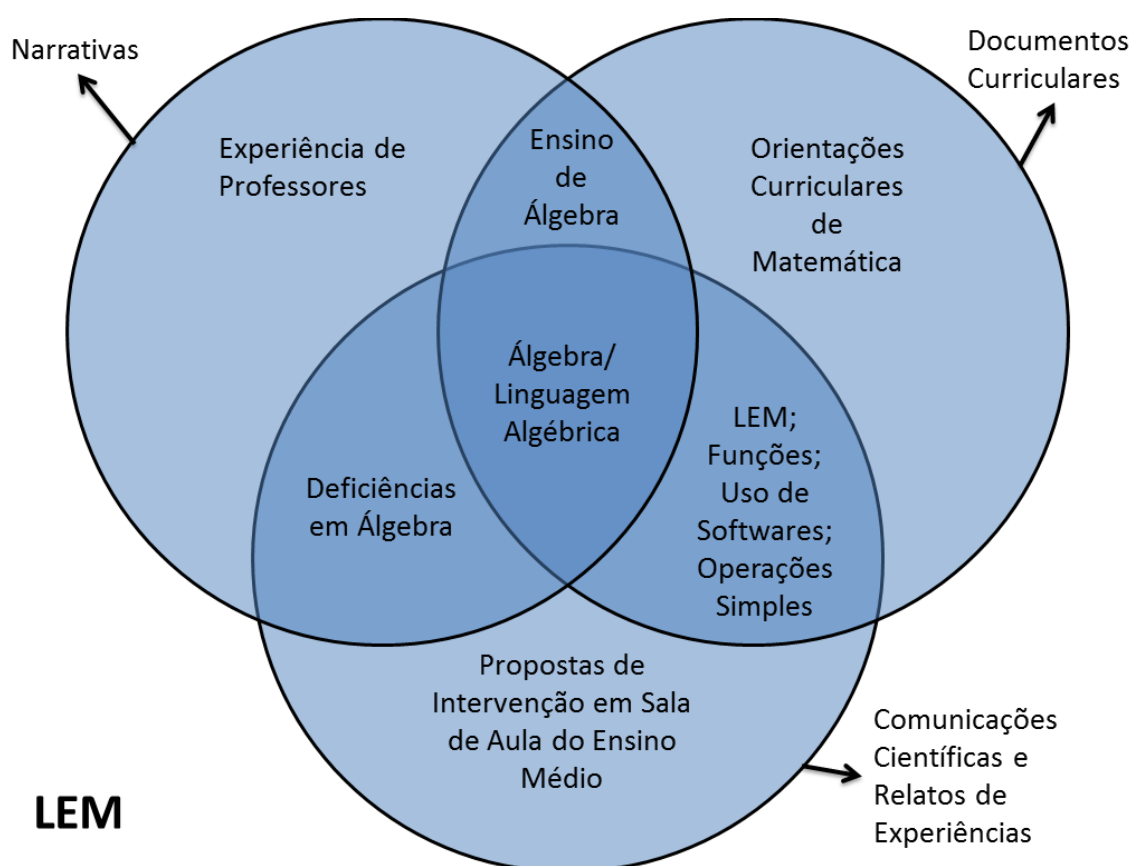 Narrativas
Documentos
Curriculares
Experiência de
Professores
Ensino
de
Álgebra
Orientações
Curriculares
de
Matemática
Álgebra/
Linguagem
Algébrica
Deficiências
em Álgebra
LEM;
Funções;
Uso de
Softwares;
Operações
Simples
Propostas de
Intervenção em Sala
de Aula do Ensino
Médio
Comunicações
Científicas e
Relatos de
Experiências
LEM